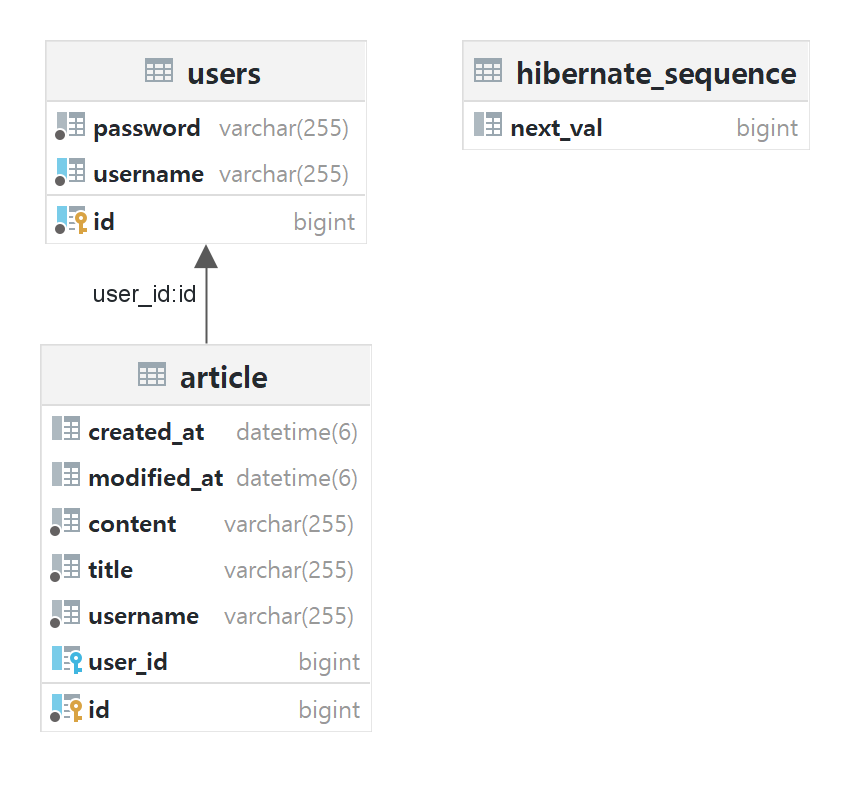 users
password varchar(255)
username varchar(255)
id bigint
hibernate_sequence
next_val bigint
user_id:id
article
created_at datetime(6)
modified_at datetime(6)
content varchar(255)
title varchar(255)
username varchar(255)
user_id bigint
id bigint